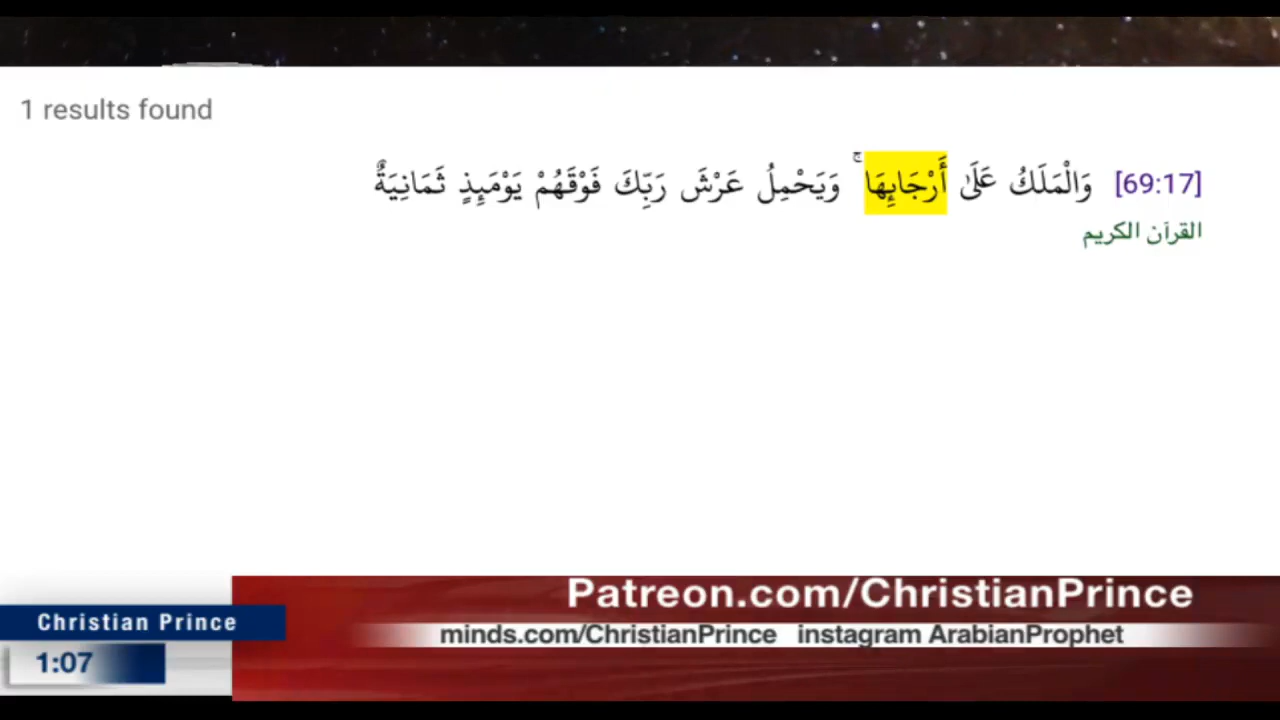 1 results found
[69:17] وَالْمَلَكُ عَلَىٰ أَرْجَائِهَا ۚ وَيَحْمِلُ عَرْشَ رَبِّكَ فَوْقَهُمْ يَوْمَئِذٍ ثَمَانِيَةٌ
القرآن الكريم
Patreon.com/ChristianPrince
Christian Prince
minds.com/ChristianPrince instagram ArabianProphet
1:07